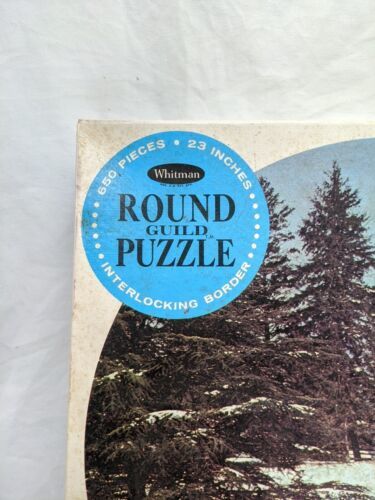 650 PIECES • 23 INCHES
Whitman
ROUND
GUILD
PUZZLE
INTERLOCKING BORDER